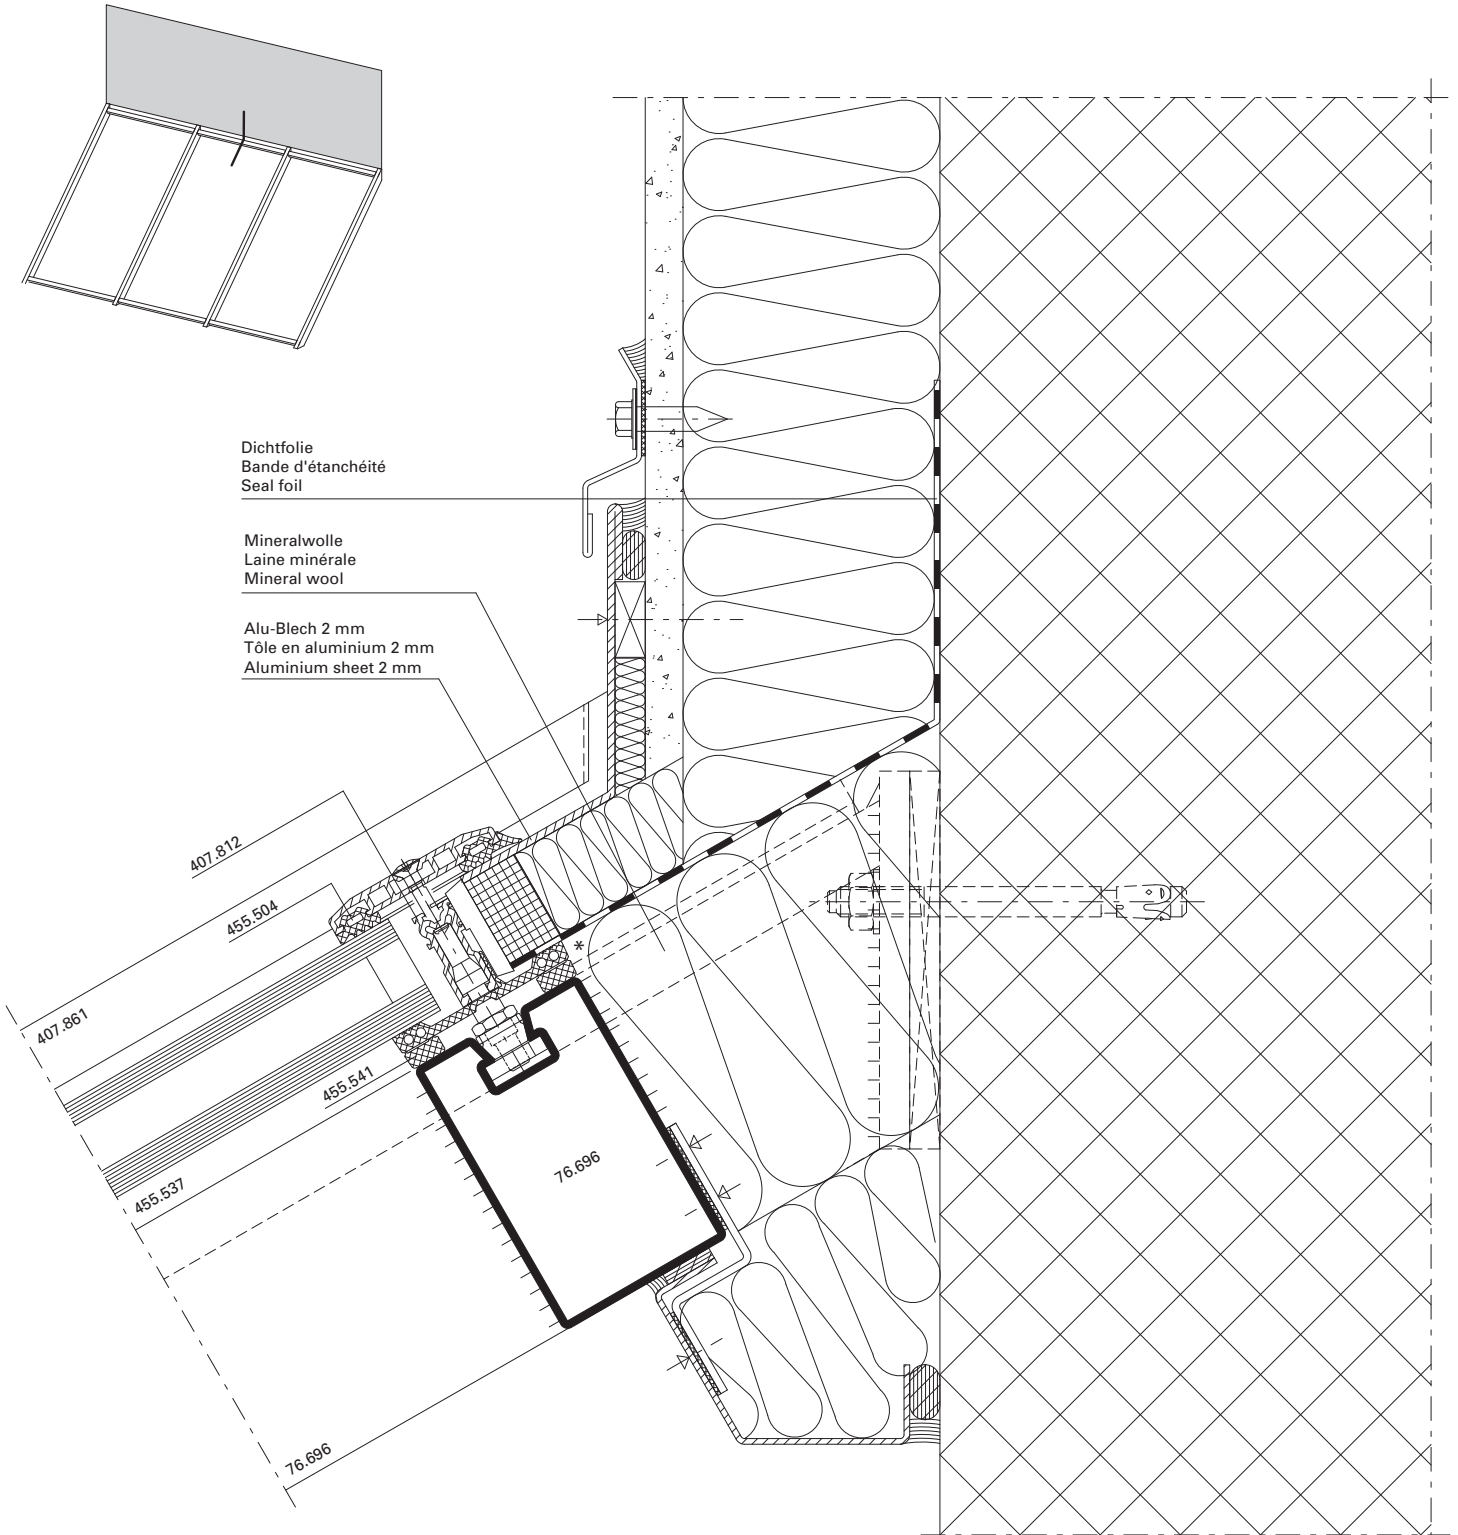 Dichtfolie
Bande d'étanchéité
Seal foil
Mineralwolle
Laine minérale
Mineral wool
Alu-Blech 2 mm
Tôle en aluminium 2 mm
Aluminium sheet 2 mm
407.812
455.504
*
407.861
455.541
76.696
455.537
76.696